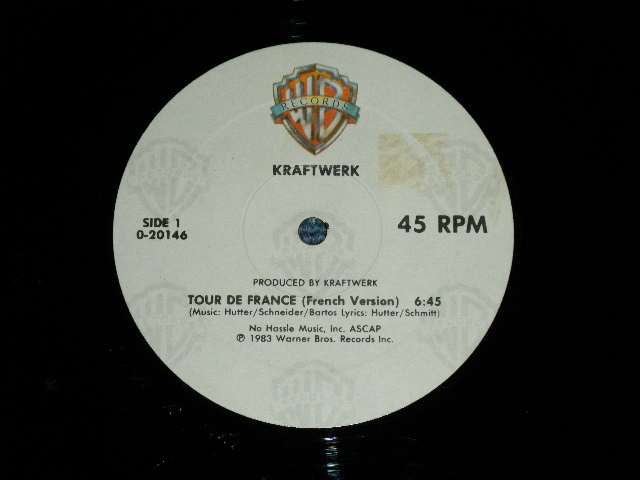 WB
RECORDS
KRAFTWERK
SIDE 1
0-20146
45 RPM
PRODUCED BY KRAFTWERK
TOUR DE FRANCE (French Version) 6:45
(Music: Hutter/Schneider/Bartos Lyrics: Hutter/Schmitt)
No Hassle Music, Inc. ASCAP
℗ 1983 Warner Bros. Records Inc.